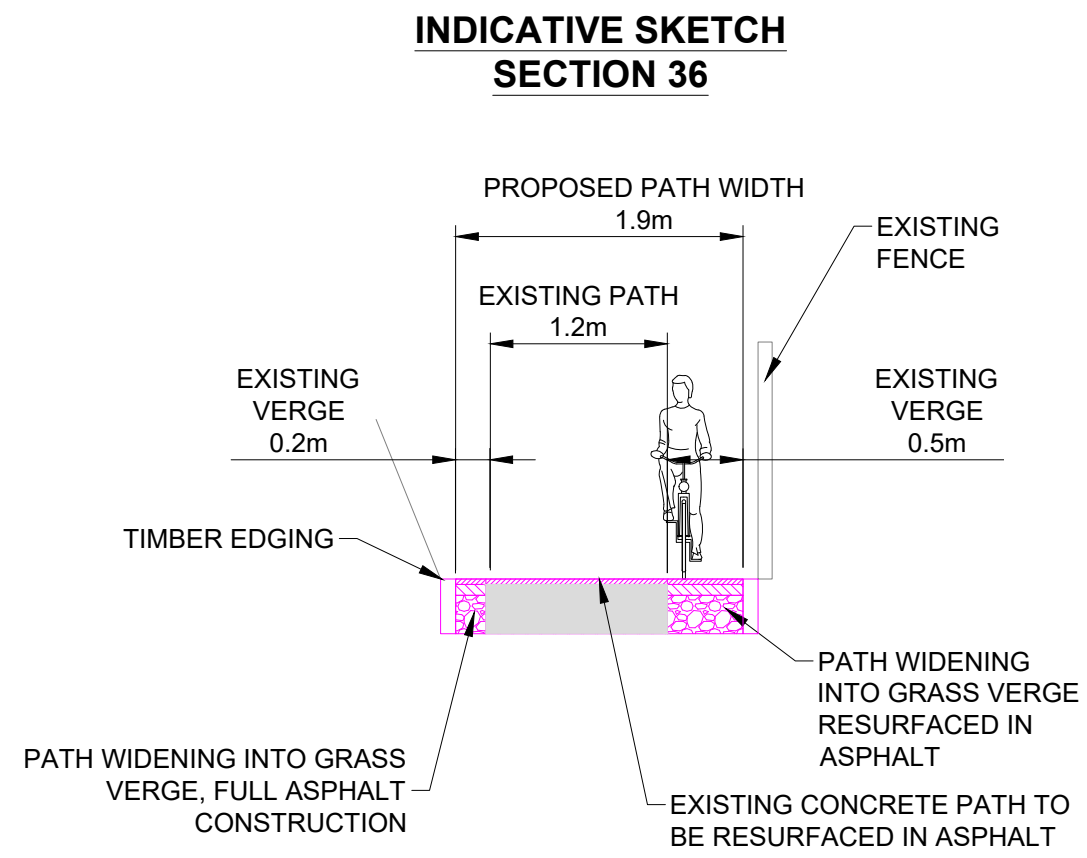 INDICATIVE SKETCH
SECTION 36
PROPOSED PATH WIDTH
1.9m
EXISTING
FENCE
EXISTING PATH
1.2m
EXISTING
VERGE
0.2m
EXISTING
VERGE
0.5m
TIMBER EDGING
PATH WIDENING
INTO GRASS VERGE
RESURFACED IN
ASPHALT
PATH WIDENING INTO GRASS
VERGE, FULL ASPHALT
CONSTRUCTION
EXISTING CONCRETE PATH TO
BE RESURFACED IN ASPHALT